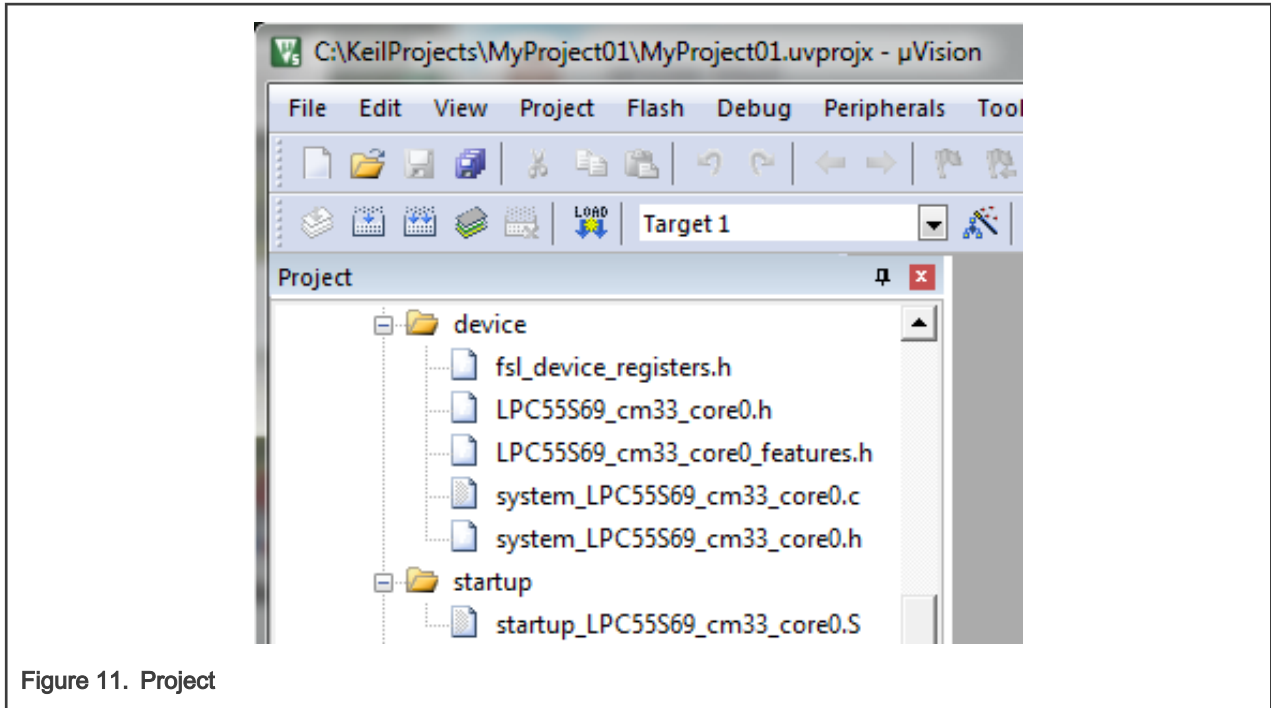 C:\KeilProjects\MyProject01\MyProject01.uvprojx - µVision
File Edit View Project Flash Debug Peripherals Tool
LOAD Target 1
Project
device
fsl_device_registers.h
LPC55S69_cm33_core0.h
LPC55S69_cm33_core0_features.h
system_LPC55S69_cm33_core0.c
system_LPC55S69_cm33_core0.h
startup
startup_LPC55S69_cm33_core0.S
Figure 11. Project